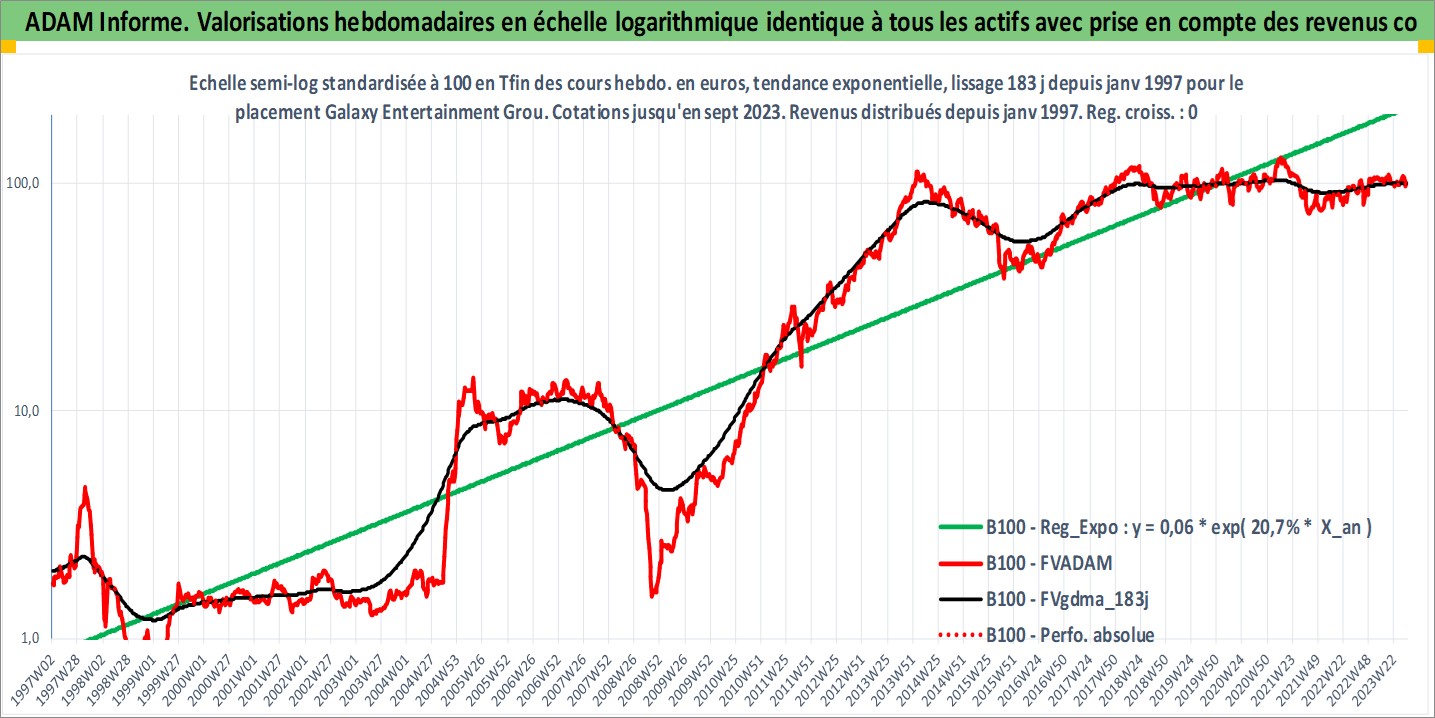 ADAM Informe. Valorisations hebdomadaires en échelle logarithmique identique à tous les actifs avec prise en compte des revenus co
Echelle semi-log standardisée à 100 en Tfin des cours hebdo. en euros, tendance exponentielle, lissage 183 j depuis janv 1997 pour le
placement Galaxy Entertainment Grou. Cotations jusqu'en sept 2023. Revenus distribués depuis janv 1997. Reg. croiss. : 0
100,0
10,0
1,0
B100 - Reg_Expo : y = 0,06 * exp( 20,7% * X_an )
B100 - FVADAM
B100 - FVgdma_183j
B100 - Perfo. absolue
1997W02
1997W28
1998W02
1998W28
1999W01
1999W27
2000W01
2000W27
2001W01
2001W27
2002W01
2002W27
2003W01
2003W27
2004W01
2004W27
2004W53
2005W26
2005W52
2006W26
2006W52
2007W26
2007W52
2008W26
2008W52
2009W26
2009W52
2010W25
2010W51
2011W25
2011W51
2012W25
2012W51
2013W25
2013W51
2014W25
2014W51
2015W25
2015W51
2016W24
2016W50
2017W24
2017W50
2018W24
2018W50
2019W24
2019W50
2020W24
2020W50
2021W23
2021W49
2022W22
2022W48
2023W22